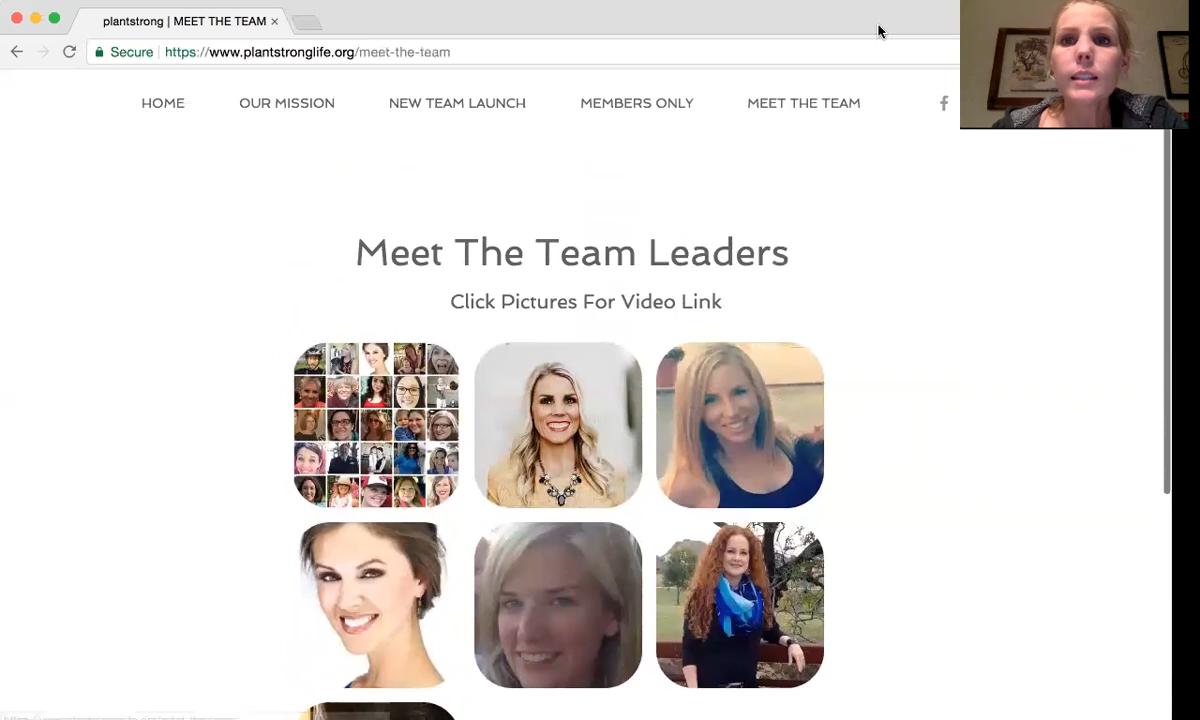 plantstrong | MEET THE TEAM ×
Secure https://www.plantstronglife.org/meet-the-team
HOME OUR MISSION NEW TEAM LAUNCH MEMBERS ONLY MEET THE TEAM f
Meet The Team Leaders
Click Pictures For Video Link